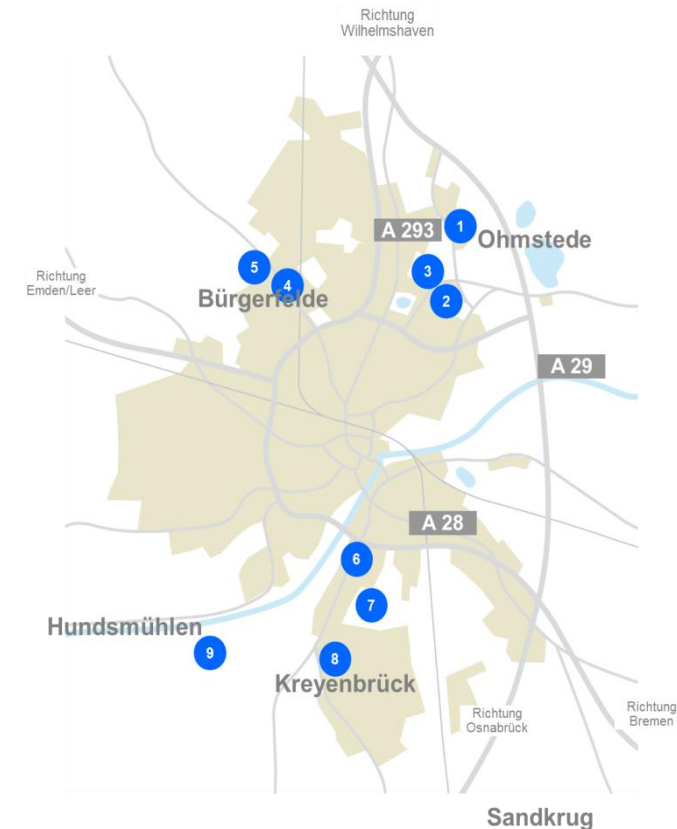 Richtung
Wilhelmshaven
1
A 293
Ohmstede
5
3
4
Richtung
Emden/Leer
Bürgerfelde
2
A 29
A 28
6
7
Hundsmühlen
9
8
Kreyenbrück
Richtung
Osnabrück
Richtung
Bremen
Sandkrug